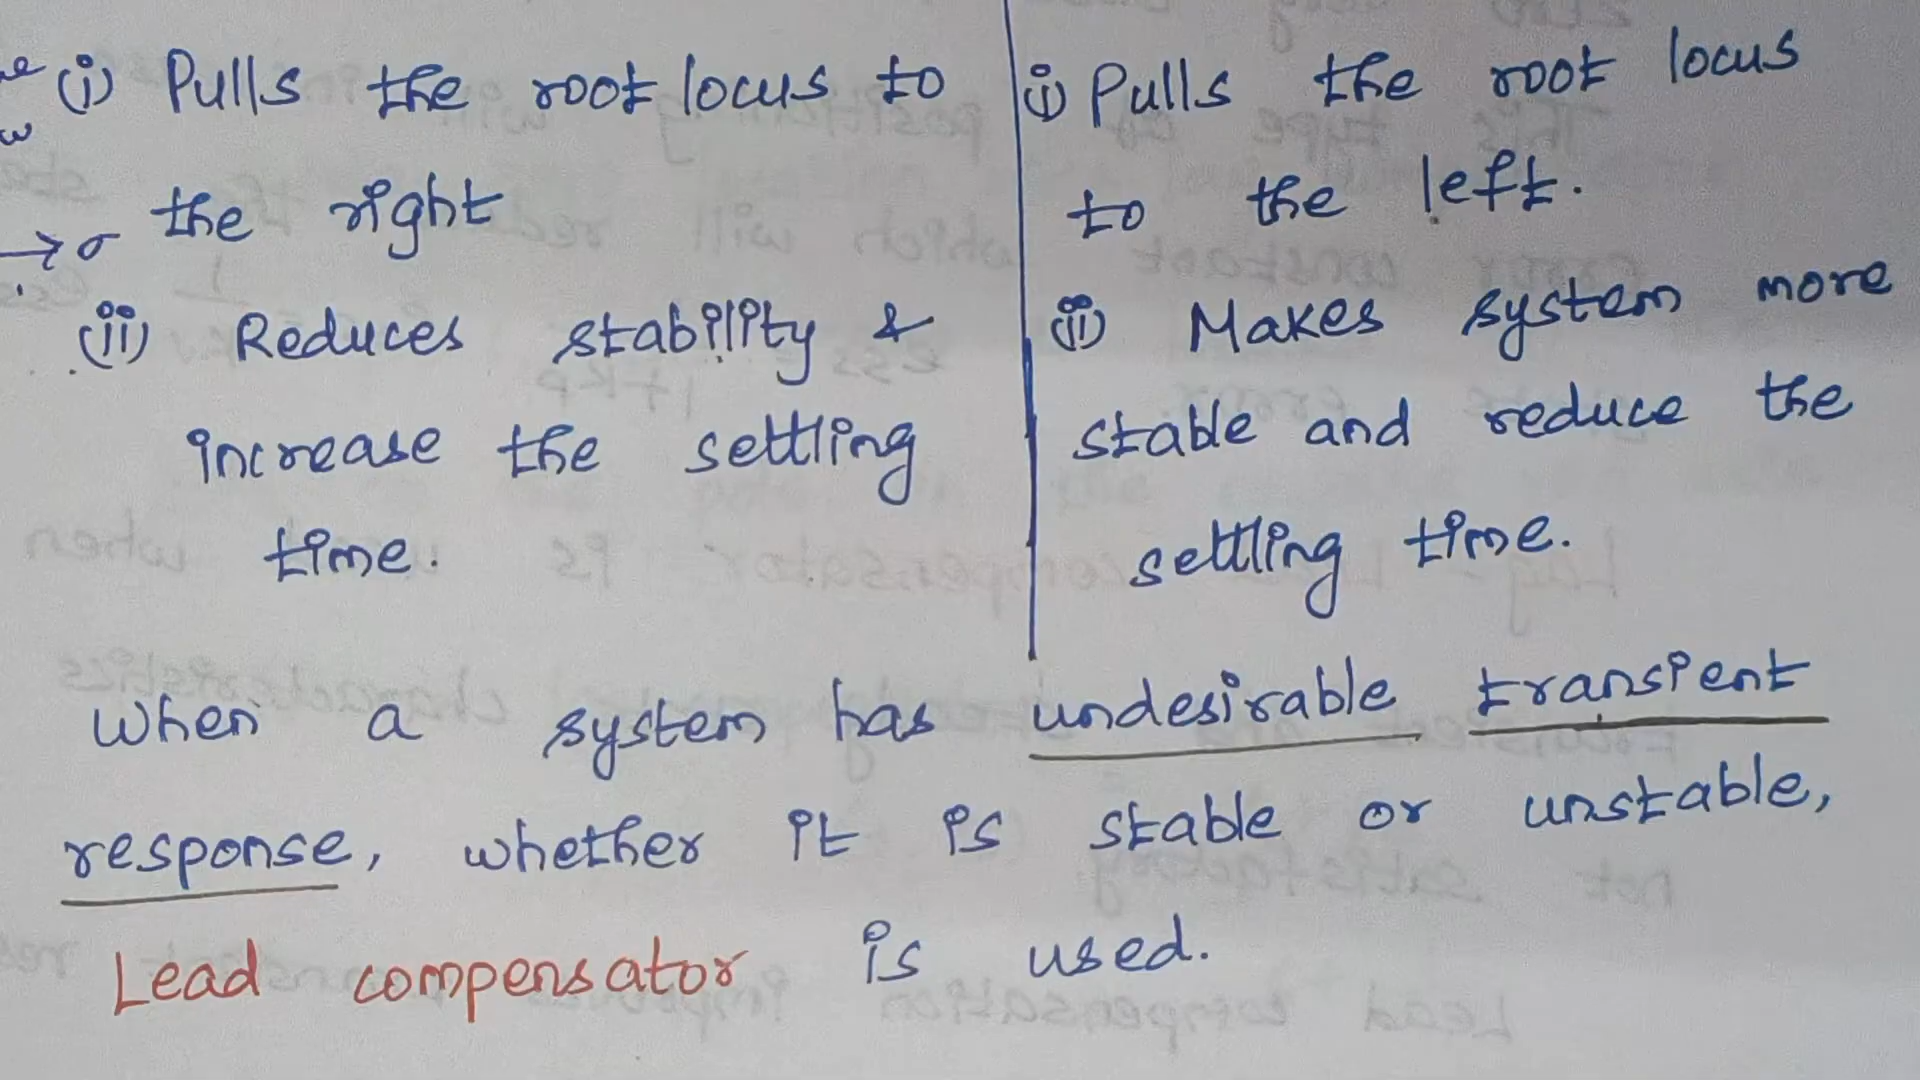 (i) Pulls the root locus to
the right
→ σ
(ii) Reduces stability &
increase the settling
time.
(i) Pulls the root locus
to the left.
(ii) Makes system more
stable and reduce the
settling time.
When a system has undesirable transient
response, whether it is stable or unstable,
Lead compensator is used.